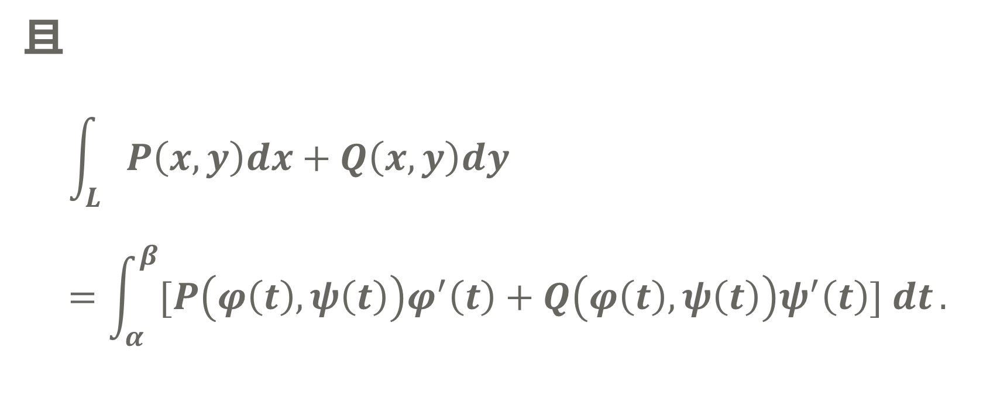 且
∫_L P(x,y)dx + Q(x,y)dy
= ∫_α^β [P(φ(t),ψ(t))φ′(t) + Q(φ(t),ψ(t))ψ′(t)] dt.